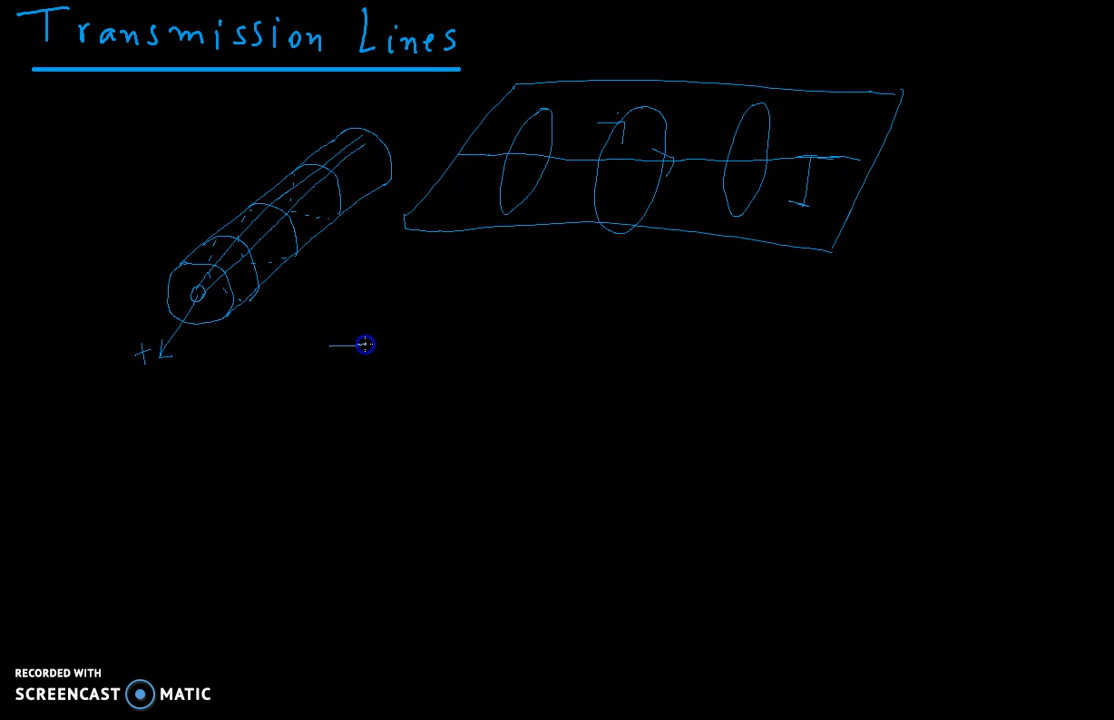 Transmission Lines
+
I
RECORDED WITH
SCREENCAST MATIC